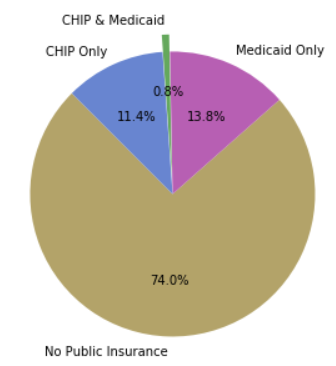 CHIP & Medicaid
CHIP Only
Medicaid Only
0.8%
11.4%
13.8%
74.0%
No Public Insurance